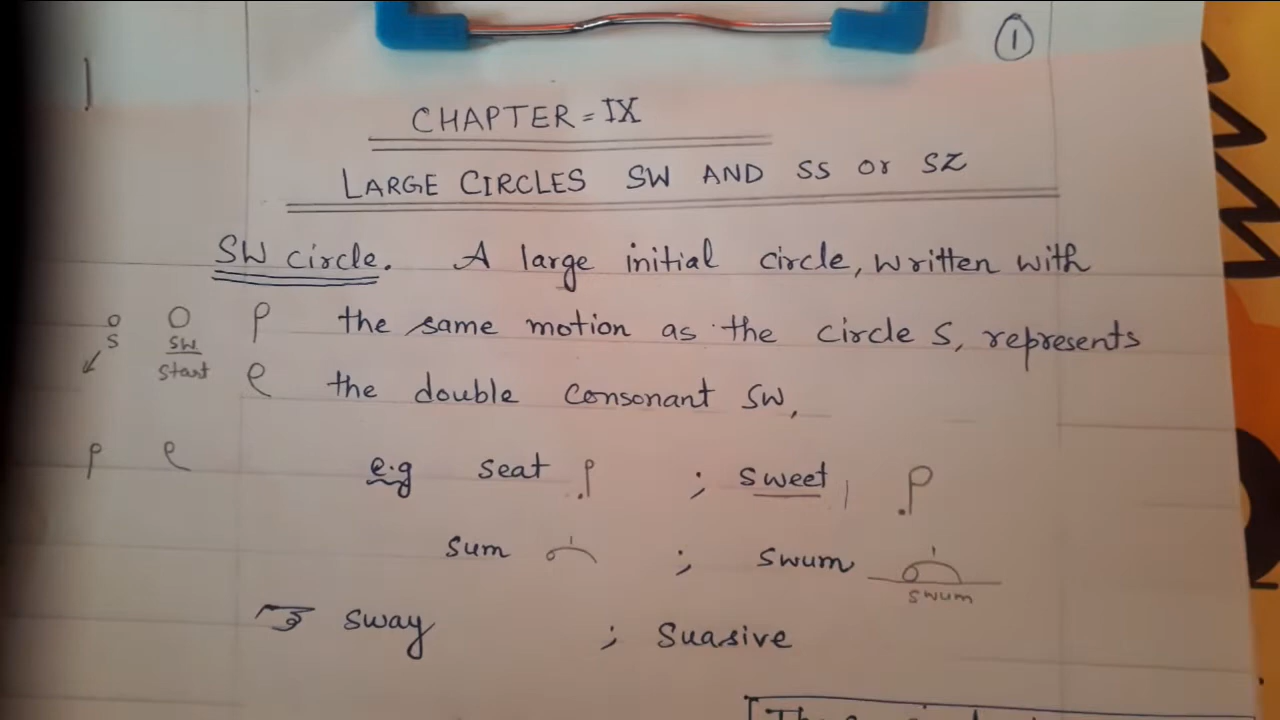 1
CHAPTER = IX
LARGE CIRCLES SW AND SS or SZ
SW circle. A large initial circle, written with
the same motion as the circle S, represents
S SW
start
the double consonant SW,
e.g seat ; sweet
sum ; swum
swum
sway ; Suasive